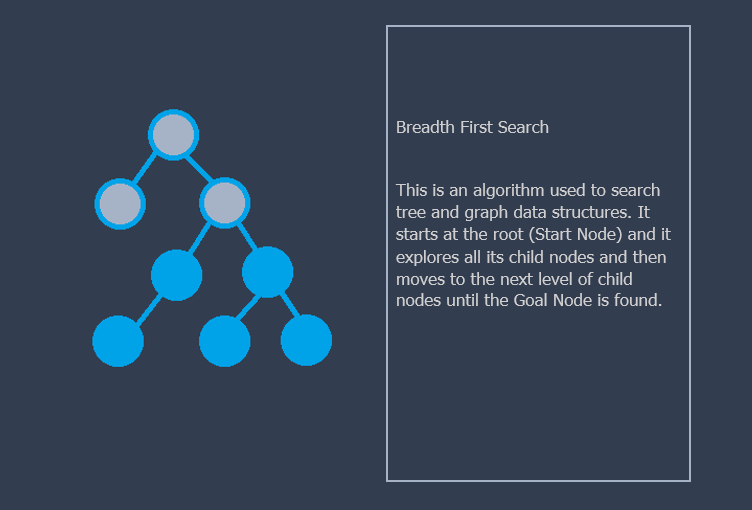 Breadth First Search
This is an algorithm used to search
tree and graph data structures. It
starts at the root (Start Node) and it
explores all its child nodes and then
moves to the next level of child
nodes until the Goal Node is found.